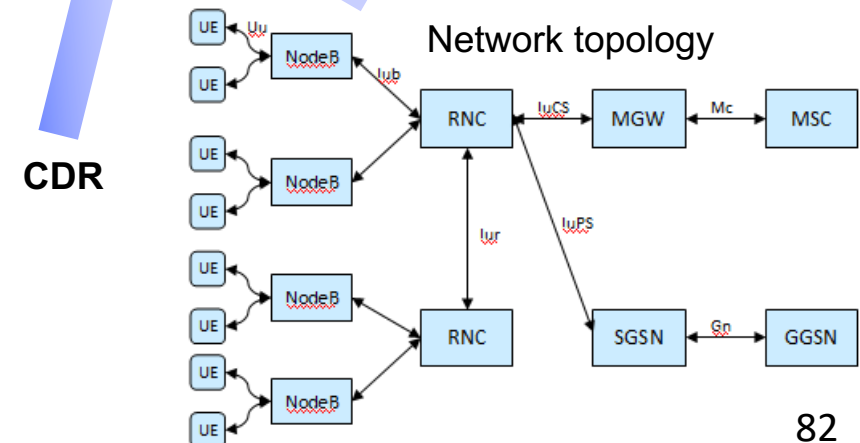 Network topology
UE
Uu
NodeB
UE
Iub
RNC
IuCS
MGW
Mc
MSC
UE
NodeB
UE
CDR
Iur
IuPS
UE
NodeB
UE
RNC
SGSN
Gn
GGSN
UE
NodeB
UE
82